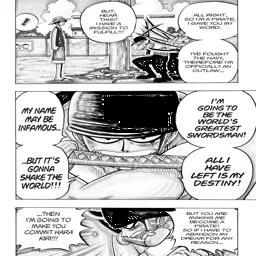 ALL RIGHT,
SO I'M A PIRATE,
I GAVE YOU MY
WORD.
I'VE FOUGHT
THE NAVY,
THEREFORE I'M
OFFICIALLY AN
OUTLAW...
BUT,
HEAR
THIS!!
I HAVE A
MISSION TO
FULFILL!!!
I'M
GOING TO
BE THE
WORLD'S
GREATEST
SWORDSMAN!
ALL I
HAVE
LEFT IS MY
DESTINY!
MY NAME
MAY BE
INFAMOUS...
...BUT IT'S
GONNA
SHAKE THE
WORLD!!!
BUT YOU ARE
MAKING ME
BECOME A
PIRATE!
SO IF I HAVE TO
ABANDON MY
DREAM FOR ANY
REASON...
...THEN
I'M GOING TO
MAKE YOU
COMMIT HARA
KIRI!!!